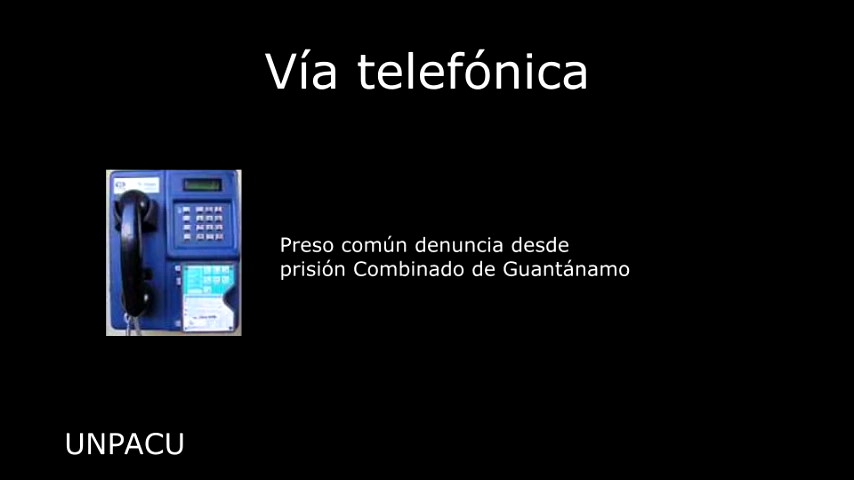 Vía telefónica
Preso común denuncia desde
prisión Combinado de Guantánamo
UNPACU